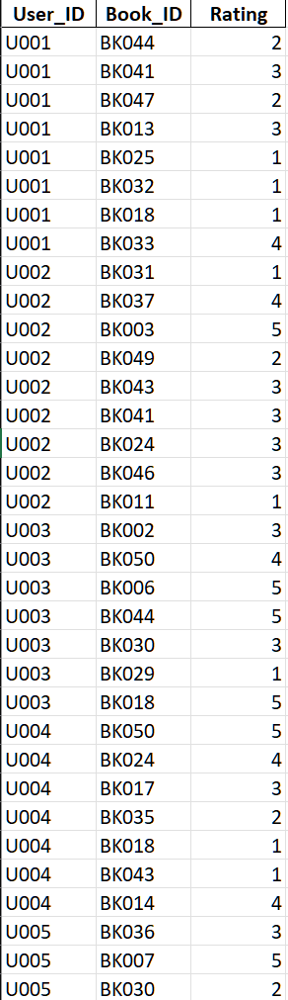 User_ID Book_ID Rating
U001 BK044 2
U001 BK041 3
U001 BK047 2
U001 BK013 3
U001 BK025 1
U001 BK032 1
U001 BK018 1
U001 BK033 4
U002 BK031 1
U002 BK037 4
U002 BK003 5
U002 BK049 2
U002 BK043 3
U002 BK041 3
U002 BK024 3
U002 BK046 3
U002 BK011 1
U003 BK002 3
U003 BK050 4
U003 BK006 5
U003 BK044 5
U003 BK030 3
U003 BK029 1
U003 BK018 5
U004 BK050 5
U004 BK024 4
U004 BK017 3
U004 BK035 2
U004 BK018 1
U004 BK043 1
U004 BK014 4
U005 BK036 3
U005 BK007 5
U005 BK030 2